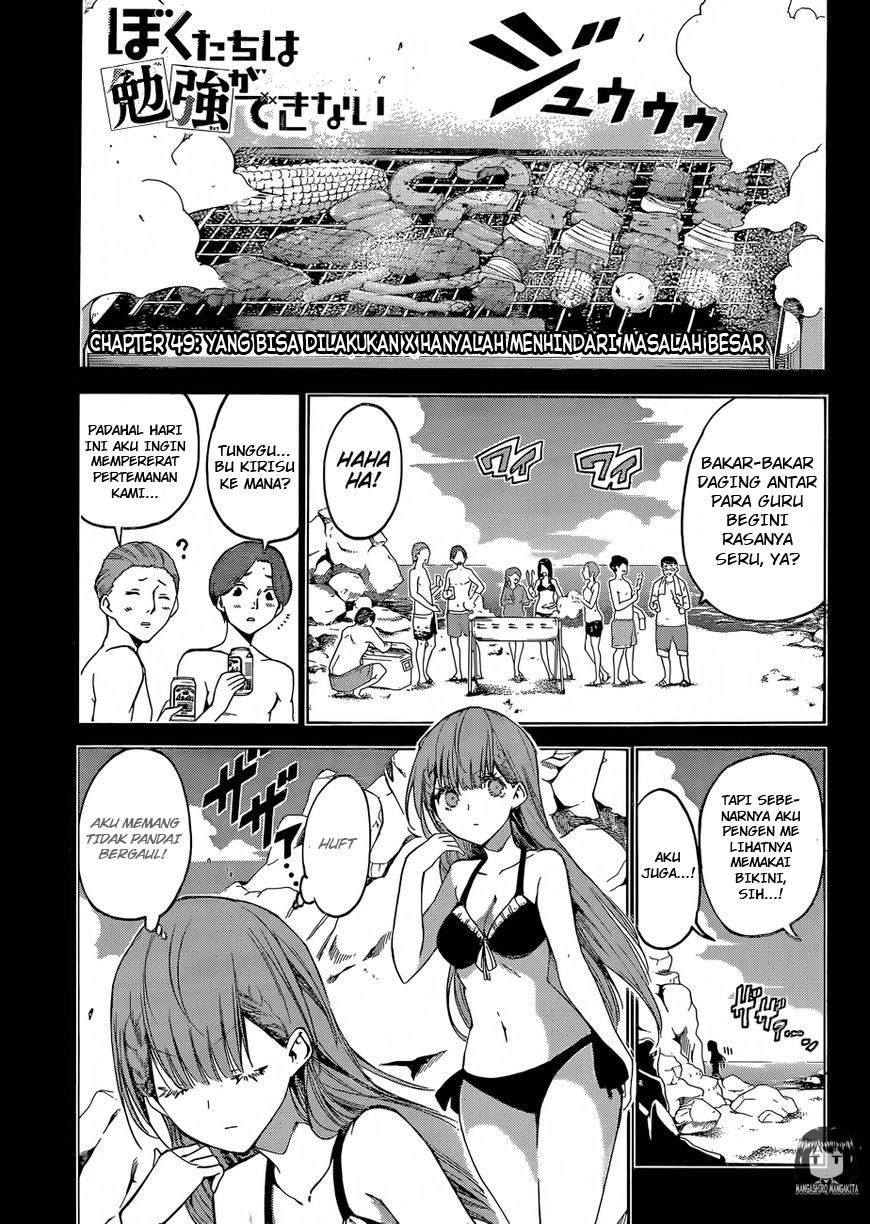 ぼくたちは
勉強が
できない
ジュウゥゥ
CHAPTER 49: YANG BISA DILAKUKAN X HANYALAH MENHINDARI MASALAH BESAR
BAKAR-BAKAR
DAGING ANTAR
PARA GURU
BEGINI
RASANYA
SERU, YA?
ワイ
ワイ
HAHA
HA!
TUNGGU...
BU KIRISU
KE MANA?
PADAHAL HARI
INI AKU INGIN
MEMPERERAT
PERTEMANAN
KAMI...
?
TAPI SEBE-
NARNYA AKU
PENGEN ME
LIHATNYA
MEMAKAI
BIKINI,
SIH...!
AKU
JUGA...!
ザザ...
ザザ...
HUFT
AKU MEMANG
TIDAK PANDAI
BERGAUL!
MANGASHIRO MANGAKITA